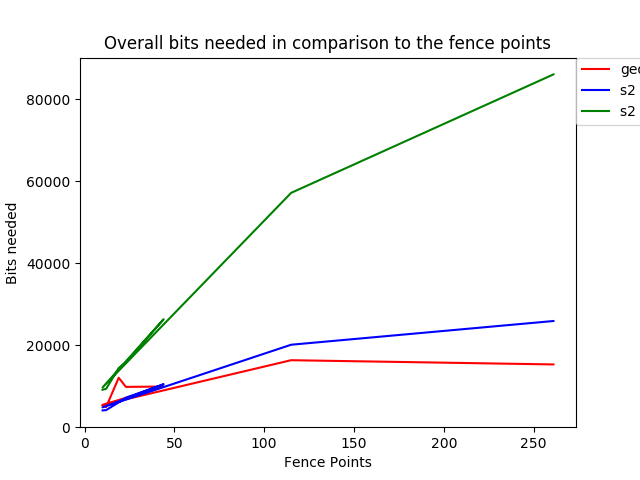 Overall bits needed in comparison to the fence points
80000
60000
40000
20000
0
Bits needed
0 50 100 150 200 250
Fence Points
s2
s2